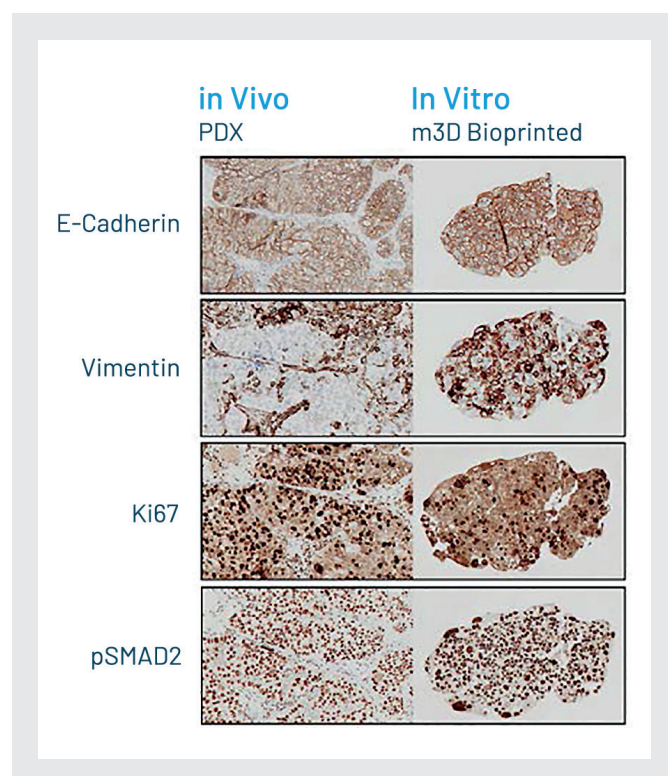 in Vivo
In Vitro
PDX
m3D Bioprinted
E-Cadherin
Vimentin
Ki67
pSMAD2